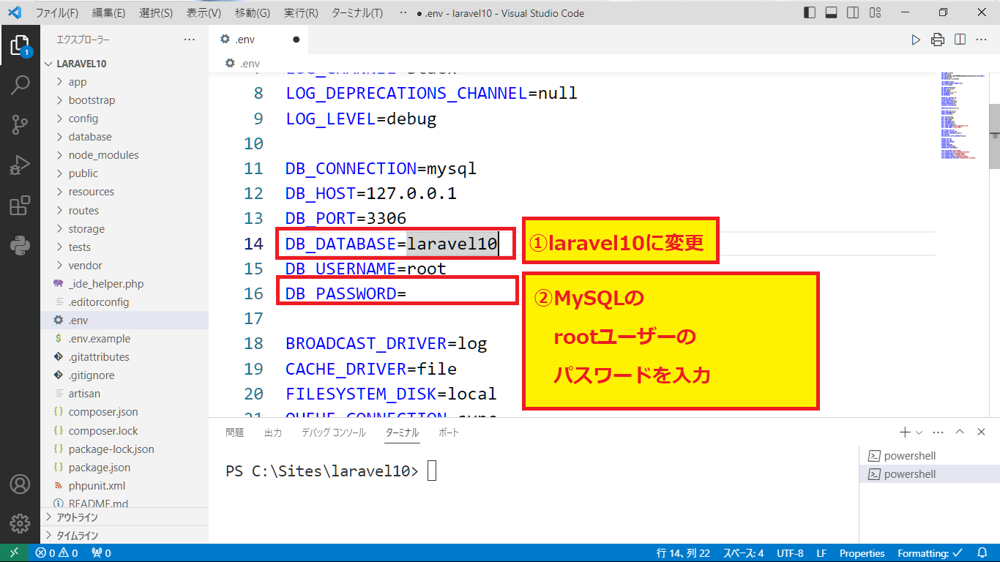 ファイル(F) 編集(E) 選択(S) 表示(V) 移動(G) 実行(R) ターミナル(T) ··· ● .env - laravel10 - Visual Studio Code
エクスプローラー ···
.env ●
.env
LARAVEL10
app
bootstrap
config
database
node_modules
public
resources
routes
storage
tests
vendor
_ide_helper.php
.editorconfig
.env
.env.example
.gitattributes
.gitignore
artisan
composer.json
composer.lock
package-lock.json
package.json
phpunit.xml
README.md
アウトライン
タイムライン
1
8 LOG_DEPRECATIONS_CHANNEL=null
9 LOG_LEVEL=debug
10
11 DB_CONNECTION=mysql
12 DB_HOST=127.0.0.1
13 DB_PORT=3306
14 DB_DATABASE=laravel10
15 DB_USERNAME=root
16 DB_PASSWORD=
17
18 BROADCAST_DRIVER=log
19 CACHE_DRIVER=file
20 FILESYSTEM_DISK=local
21 QUEUE_CONNECTION=sync
①laravel10に変更
②MySQLの
rootユーザーの
パスワードを入力
問題 出力 デバッグ コンソール ターミナル ポート
PS C:\Sites\laravel10>
powershell
powershell
0 0 0 行 14、列 22 スペース: 4 UTF-8 LF Properties Formatting: ✓